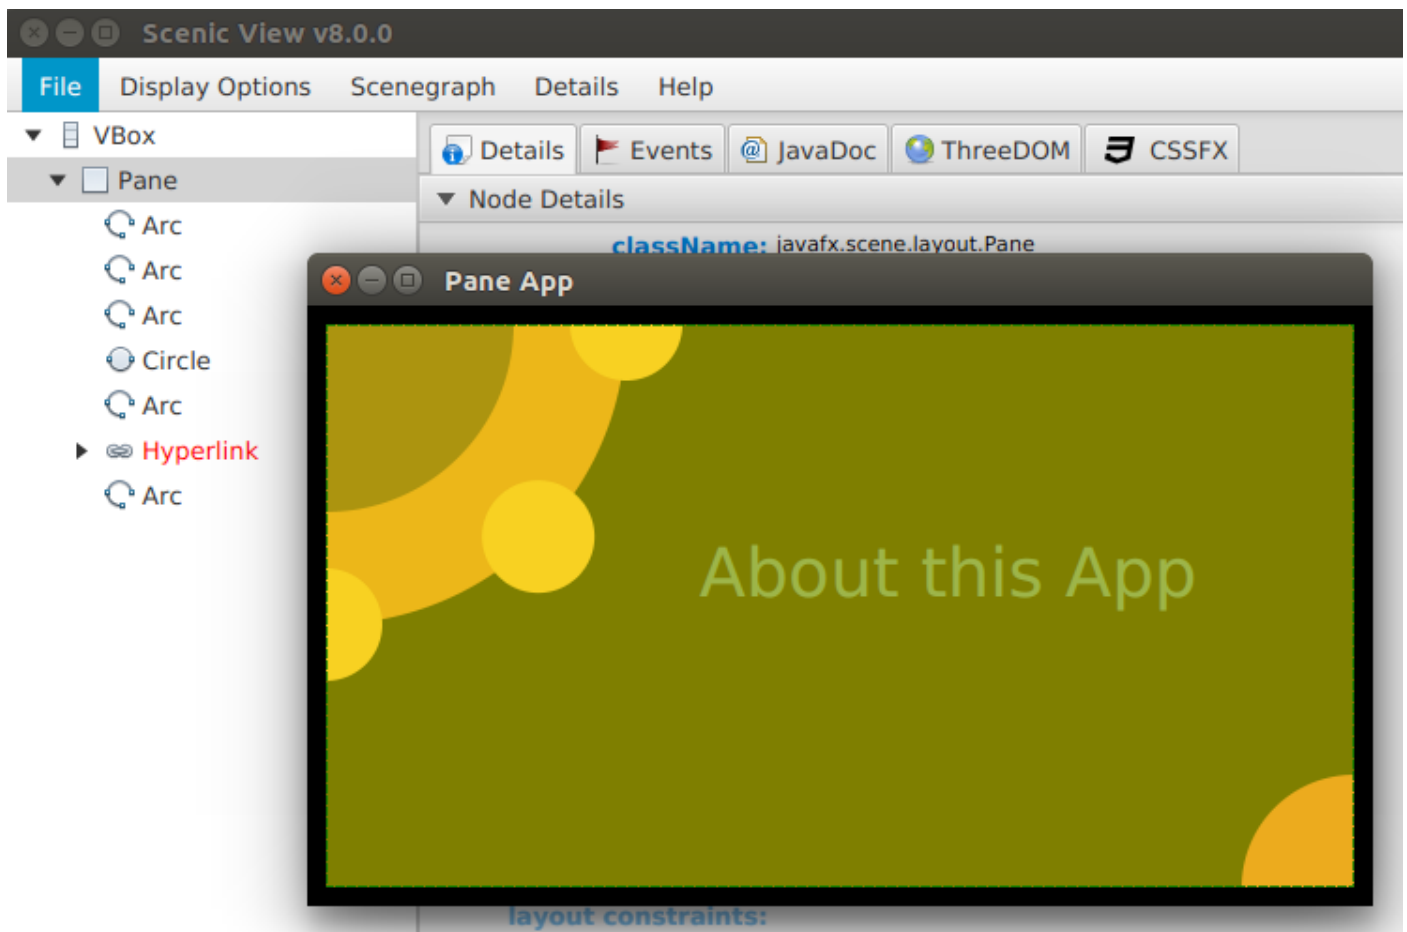 Scenic View v8.0.0
File Display Options Scenegraph Details Help
VBox
Pane
Arc
Arc
Arc
Circle
Arc
Hyperlink
Arc
Details Events JavaDoc ThreeDOM CSSFX
Node Details
className: javafx.scene.layout.Pane
Pane App
About this App
layout constraints: